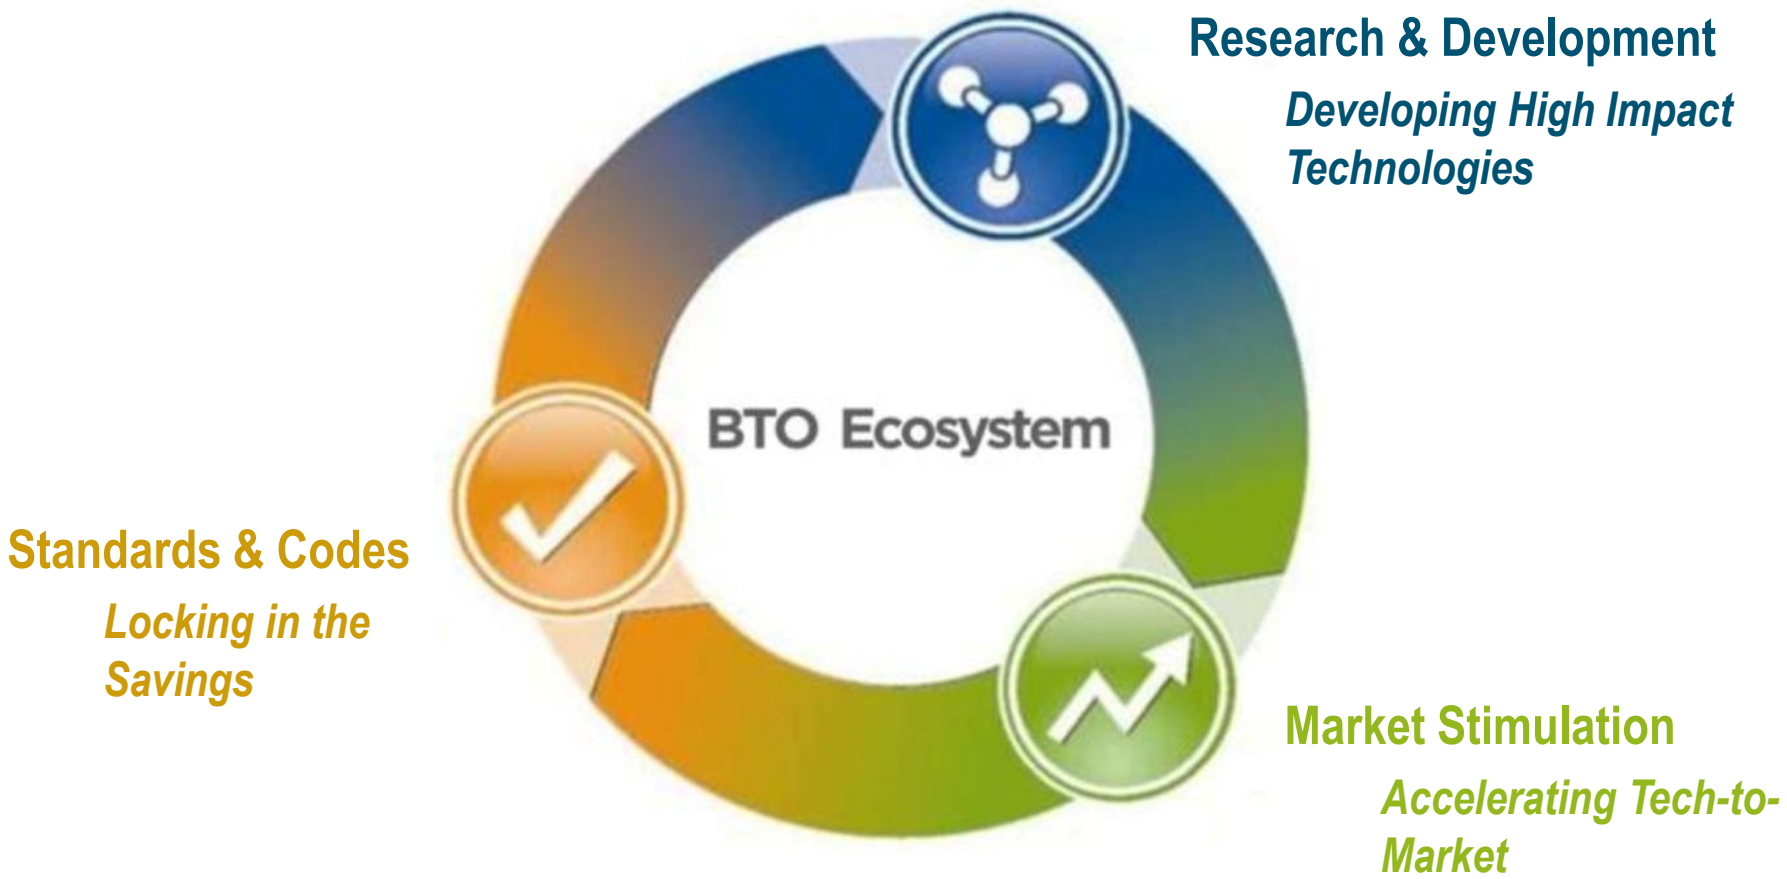 Research & Development
Developing High Impact
Technologies
BTO Ecosystem
Standards & Codes
Locking in the
Savings
Market Stimulation
Accelerating Tech-to-
Market